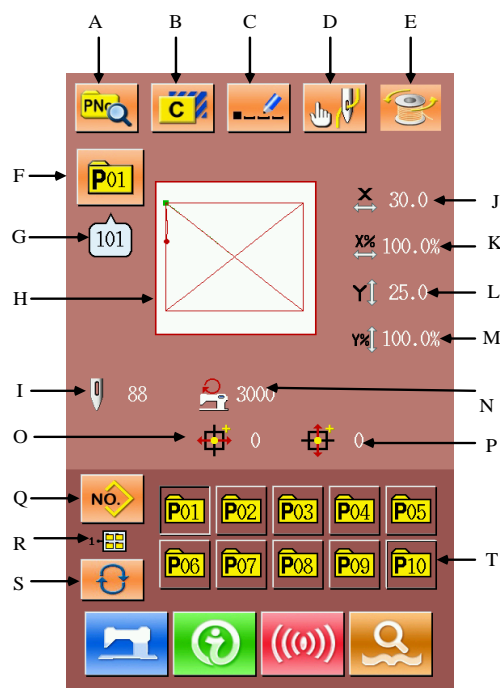 A B C D E
PNo
C
F P01
G 101
H
X 30.0 J
X% 100.0% K
Y 25.0 L
Y% 100.0% M
I 88 3000 N
O 0 0 P
Q NO. P01 P02 P03 P04 P05
R 1
S P06 P07 P08 P09 P10 T